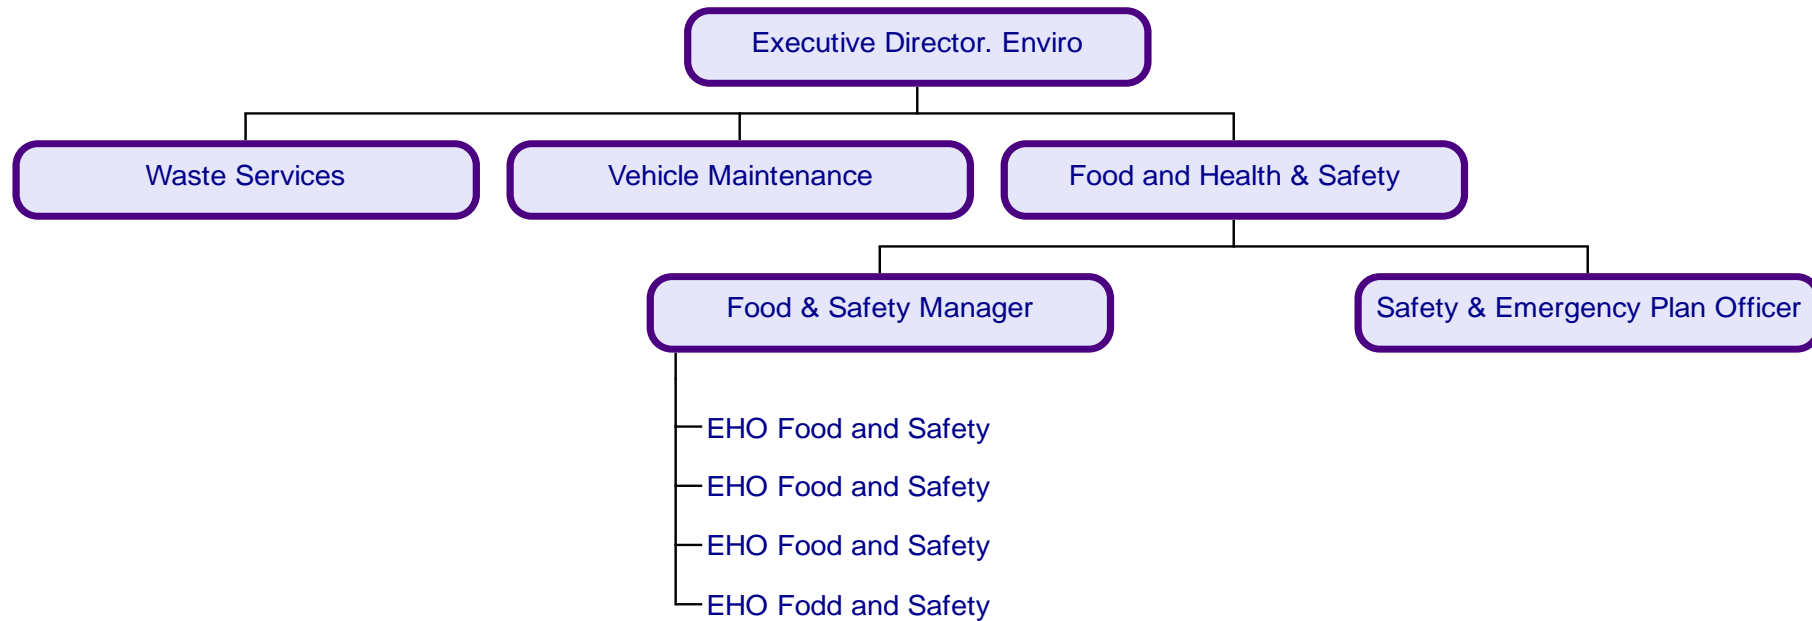 Executive Director. Enviro
Waste Services
Vehicle Maintenance
Food and Health & Safety
Food & Safety Manager
Safety & Emergency Plan Officer
EHO Food and Safety
EHO Food and Safety
EHO Food and Safety
EHO Fodd and Safety